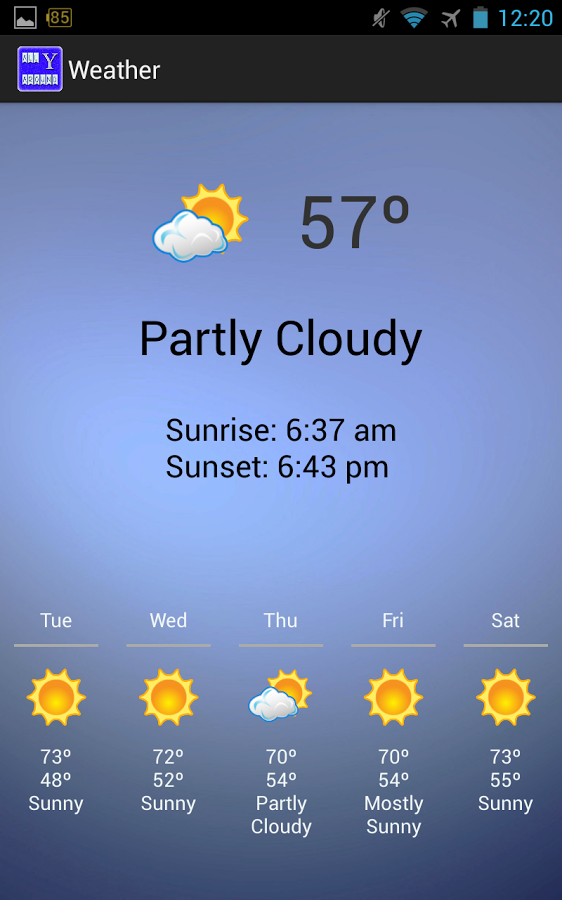 85
12:20
ALL Y
AROUND
Weather
57º
Partly Cloudy
Sunrise: 6:37 am
Sunset: 6:43 pm
Tue Wed Thu Fri Sat
73º 72º 70º 70º 73º
48º 52º 54º 54º 55º
Sunny Sunny Partly Mostly Sunny
Cloudy Sunny